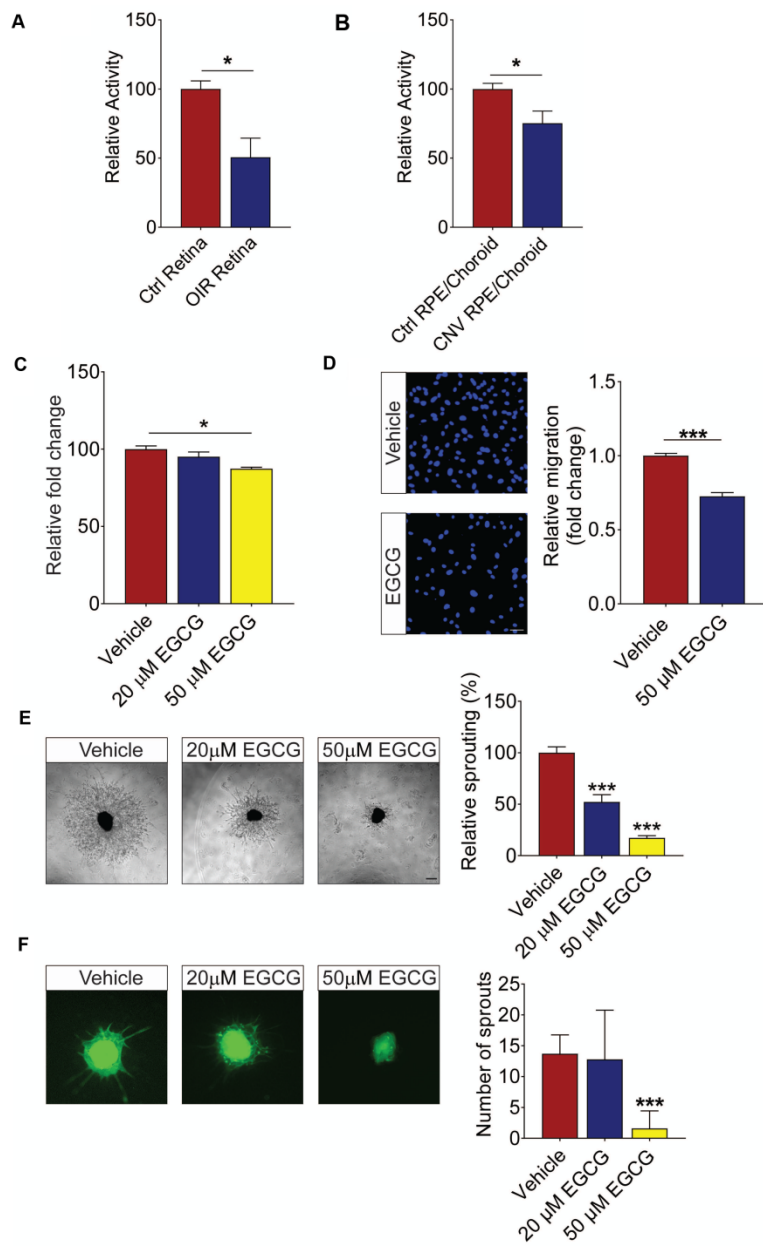 A
Relative Activity
150
100
50
0
*
Ctrl Retina
OIR Retina
B
Relative Activity
150
100
50
0
*
Ctrl RPE/Choroid
CNV RPE/Choroid
C
Relative fold change
150
100
50
0
*
Vehicle
20 μM EGCG
50 μM EGCG
D
Vehicle
EGCG
Relative migration
(fold change)
1.5
1.0
0.5
0.0
***
Vehicle
50 μM EGCG
E
Vehicle
20μM EGCG
50μM EGCG
Relative sprouting (%)
150
100
50
0
***
***
Vehicle
20 μM EGCG
50 μM EGCG
F
Vehicle
20μM EGCG
50μM EGCG
Number of sprouts
25
20
15
10
5
0
***
Vehicle
20 μM EGCG
50 μM EGCG